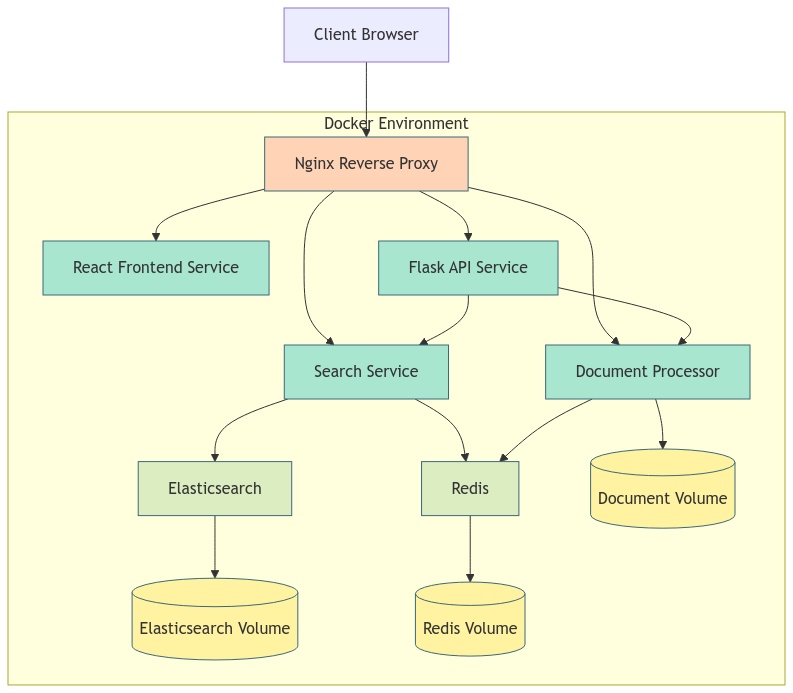 Client Browser
Docker Environment
Nginx Reverse Proxy
React Frontend Service
Flask API Service
Search Service
Document Processor
Elasticsearch
Redis
Document Volume
Elasticsearch Volume
Redis Volume